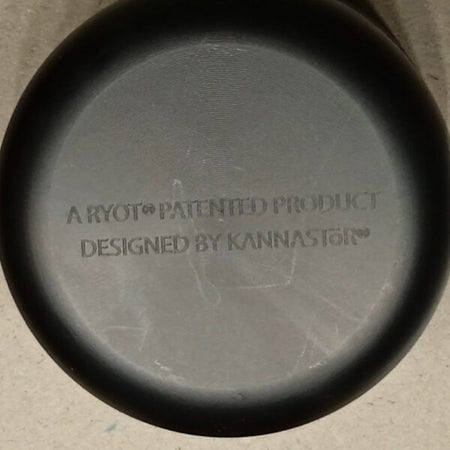 A RYOT® PATENTED PRODUCT
DESIGNED BY KANNASTöR®